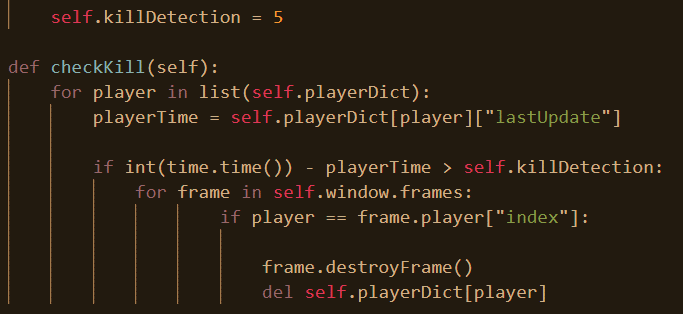 self.killDetection = 5
def checkKill(self):
for player in list(self.playerDict):
playerTime = self.playerDict[player]["lastUpdate"]
if int(time.time()) - playerTime > self.killDetection:
for frame in self.window.frames:
if player == frame.player["index"]:
frame.destroyFrame()
del self.playerDict[player]